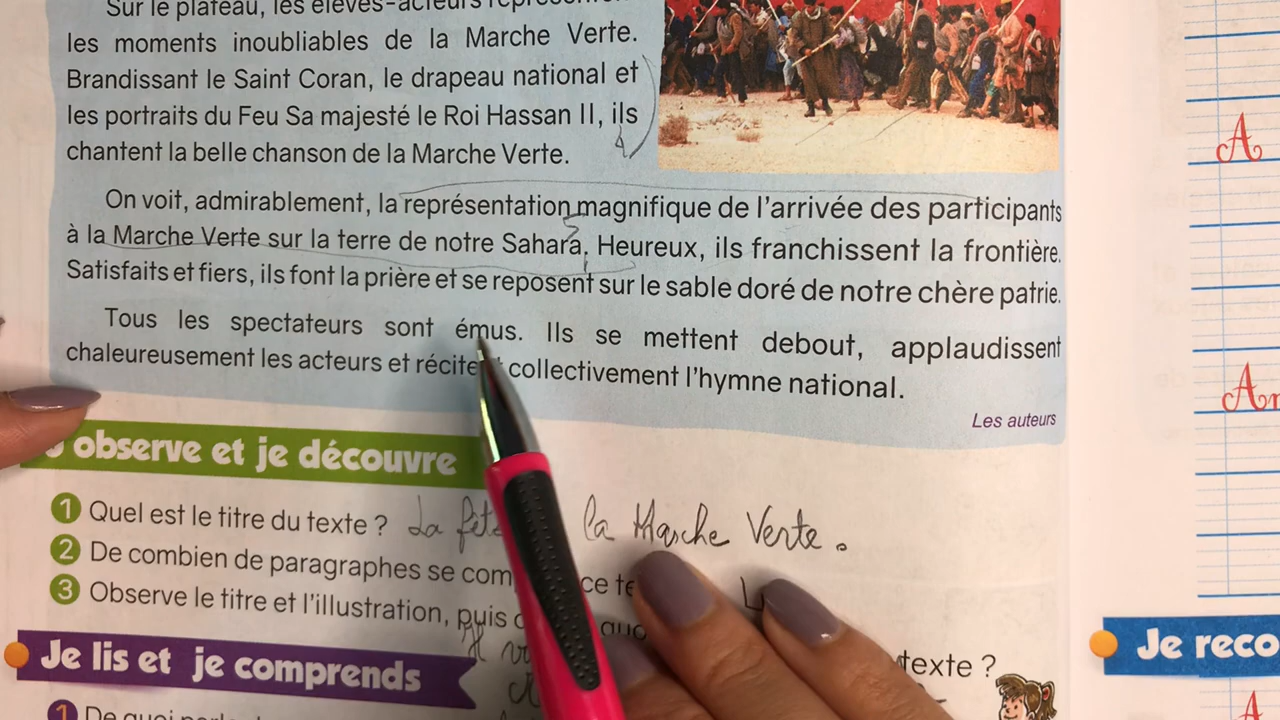 Sur le plateau, les élèves-acteurs
les moments inoubliables de la Marche Verte.
Brandissant le Saint Coran, le drapeau national et
les portraits du Feu Sa majesté le Roi Hassan II, ils
chantent la belle chanson de la Marche Verte.
On voit, admirablement, la représentation magnifique de l'arrivée des participants
à la Marche Verte sur la terre de notre Sahara. Heureux, ils franchissent la frontière.
Satisfaits et fiers, ils font la prière et se reposent sur le sable doré de notre chère patrie.
Tous les spectateurs sont émus. Ils se mettent debout, applaudissent
chaleureusement les acteurs et récitent collectivement l'hymne national.
Les auteurs
observe et je découvre
1 Quel est le titre du texte ? La fête la Marche Verte.
2 De combien de paragraphes se com ce te
3 Observe le titre et l'illustration, puis quo texte ?
Il
Je lis et je comprends
1 De quoi parle
A
A
Je reco
A